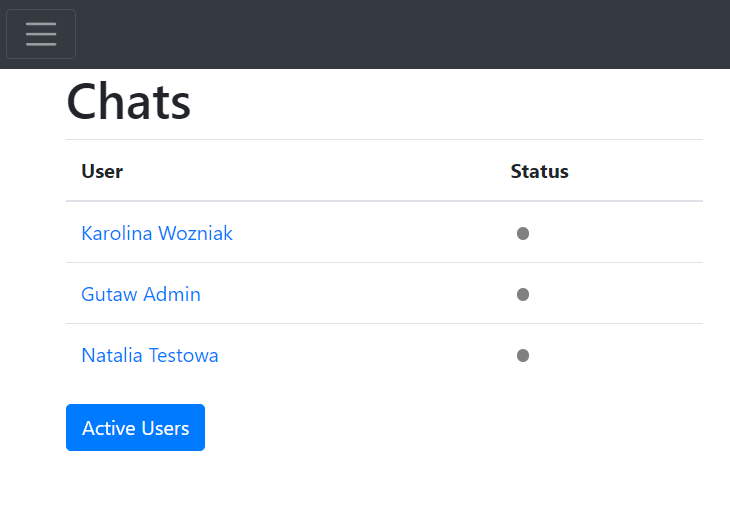 Chats
User Status
Karolina Wozniak
Gutaw Admin
Natalia Testowa
Active Users